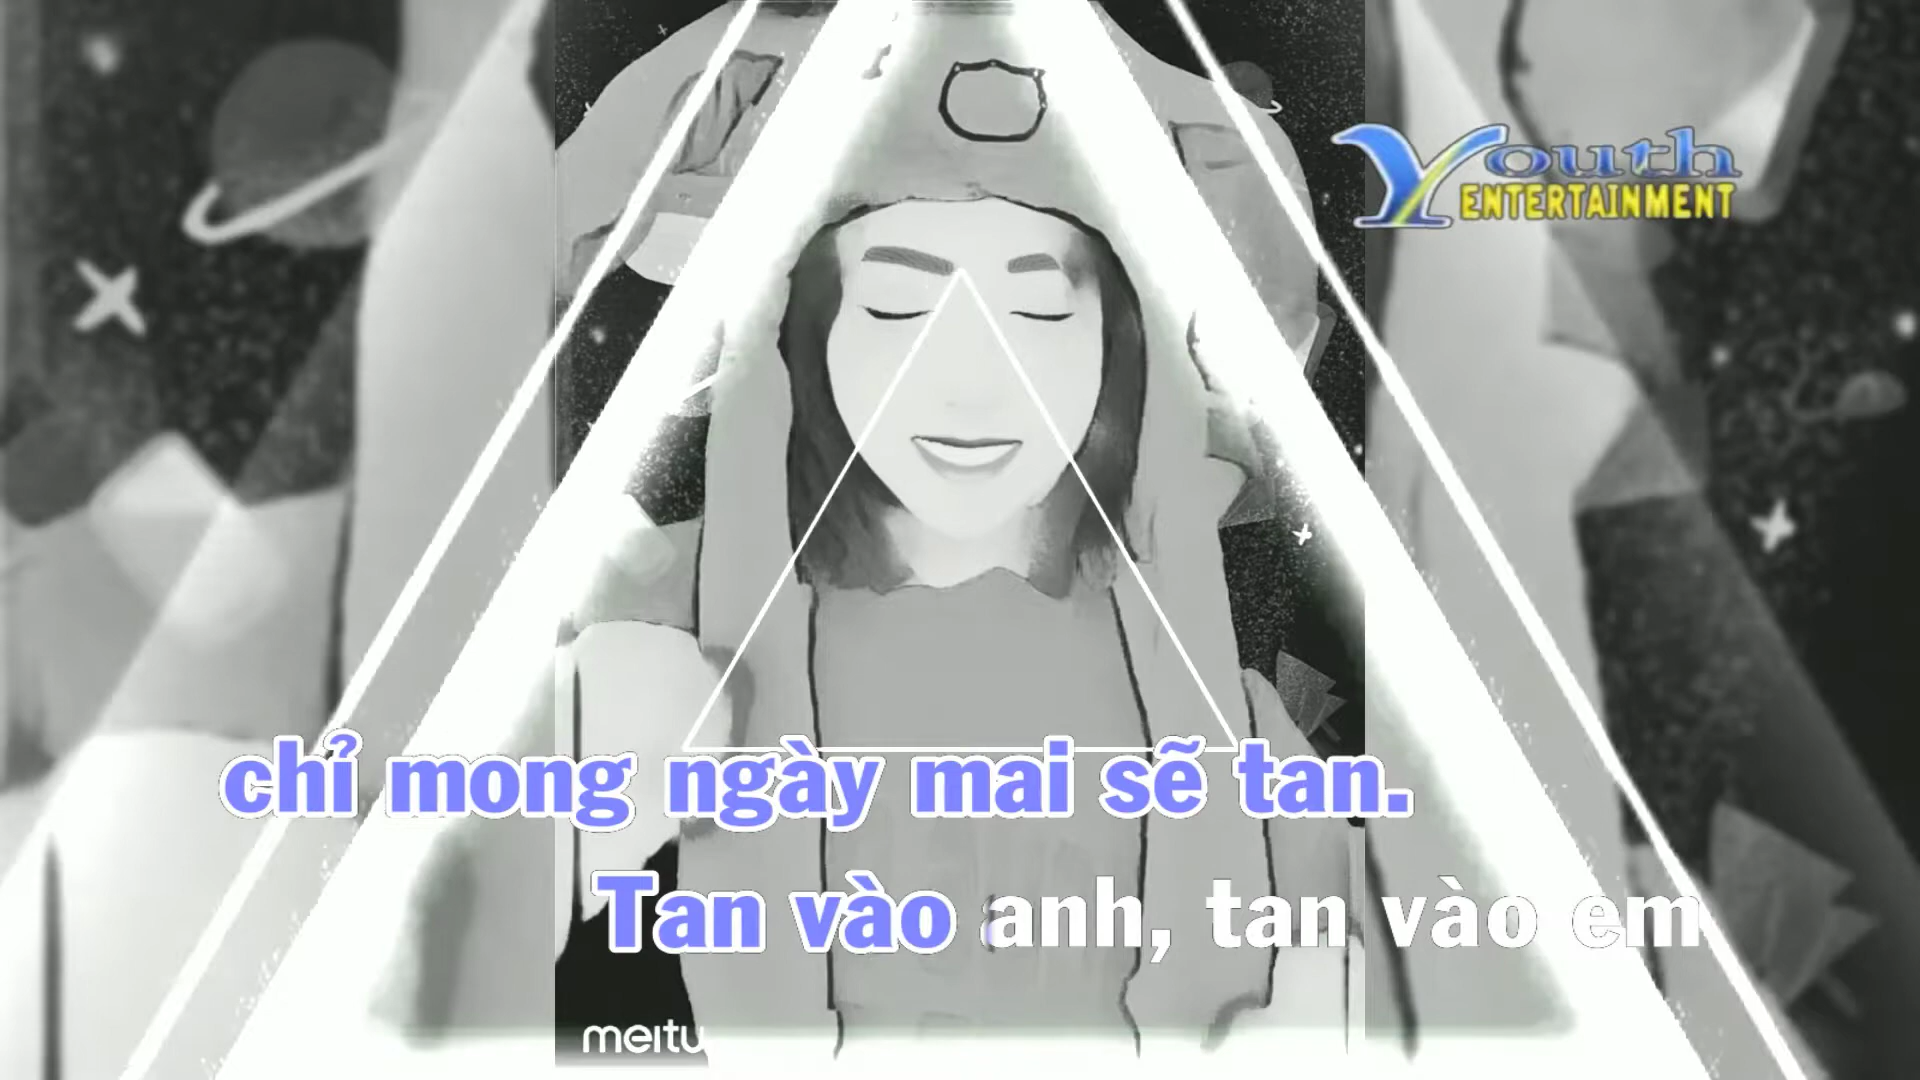 Youth
ENTERTAINMENT
chỉ mong ngày mai sẽ tan.
Tan vào anh, tan vào em
meitu